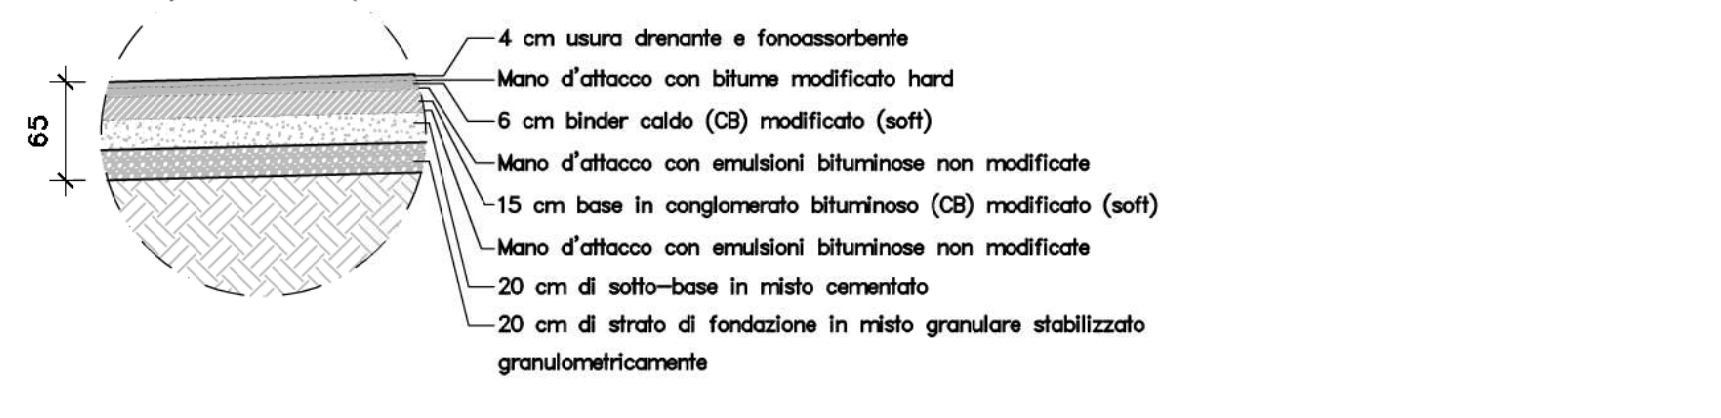 4 cm usura drenante e fonoassorbente
Mano d'attacco con bitume modificato hard
6 cm binder caldo (CB) modificato (soft)
Mano d'attacco con emulsioni bituminose non modificate
15 cm base in conglomerato bituminoso (CB) modificato (soft)
Mano d'attacco con emulsioni bituminose non modificate
20 cm di sotto-base in misto cementato
20 cm di strato di fondazione in misto granulare stabilizzato
granulometricamente
65